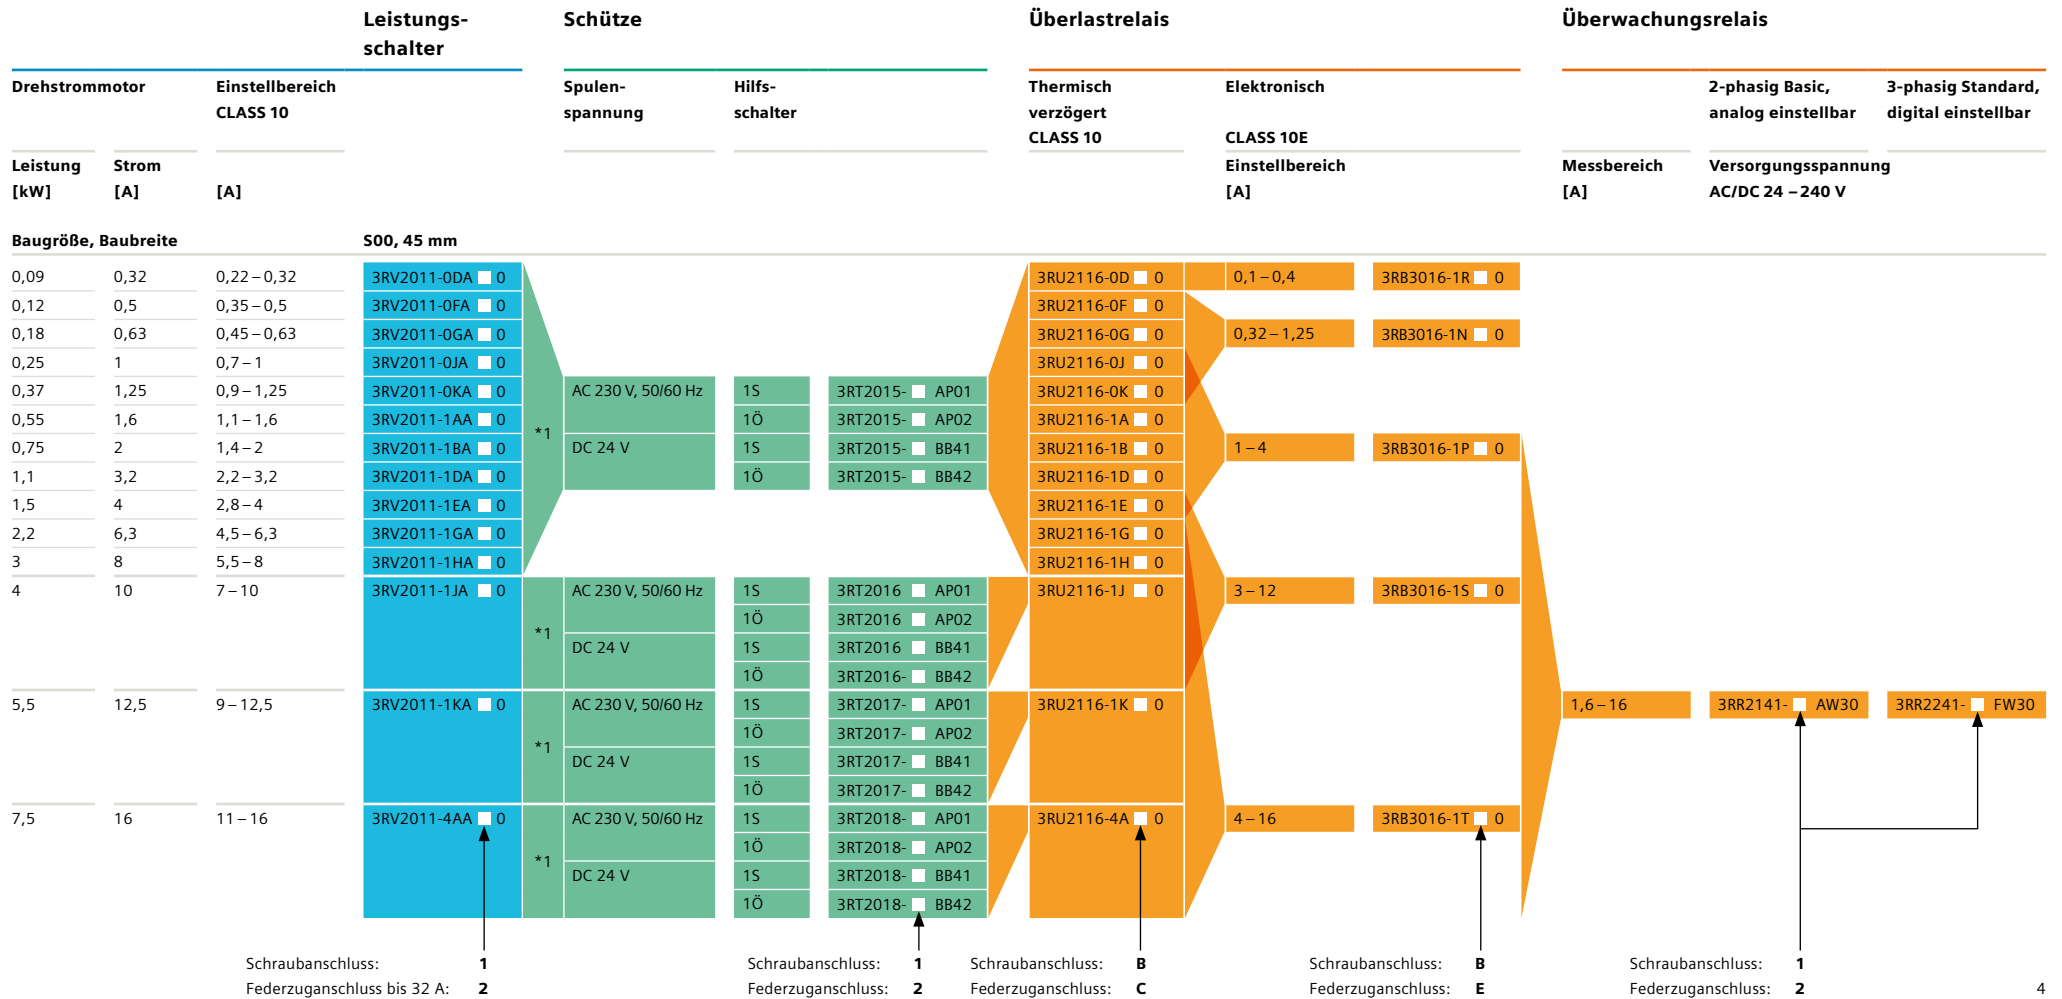 Leistungs- Schütze Überlastrelais Überwachungsrelais
schalter
Drehstrommotor Einstellbereich Spulen- Hilfs- Thermisch Elektronisch 2-phasig Basic, 3-phasig Standard,
CLASS 10 spannung schalter verzögert analog einstellbar digital einstellbar
CLASS 10 CLASS 10E
Leistung Strom Einstellbereich Messbereich Versorgungsspannung
[kW] [A] [A] [A] [A] AC/DC 24 – 240 V
Baugröße, Baubreite S00, 45 mm
0,09 0,32 0,22 – 0,32 3RV2011-0DA 0 3RU2116-0D 0 0,1 – 0,4 3RB3016-1R 0
0,12 0,5 0,35 – 0,5 3RV2011-0FA 0 3RU2116-0F 0
0,18 0,63 0,45 – 0,63 3RV2011-0GA 0 3RU2116-0G 0 0,32 – 1,25 3RB3016-1N 0
0,25 1 0,7 – 1 3RV2011-0JA 0 3RU2116-0J 0
0,37 1,25 0,9 – 1,25 3RV2011-0KA 0 AC 230 V, 50/60 Hz 1S 3RT2015- AP01 3RU2116-0K 0
0,55 1,6 1,1 – 1,6 3RV2011-1AA 0 1Ö 3RT2015- AP02 3RU2116-1A 0
*1
0,75 2 1,4 – 2 3RV2011-1BA 0 DC 24 V 1S 3RT2015- BB41 3RU2116-1B 0 1 – 4 3RB3016-1P 0
1,1 3,2 2,2 – 3,2 3RV2011-1DA 0 1Ö 3RT2015- BB42 3RU2116-1D 0
1,5 4 2,8 – 4 3RV2011-1EA 0 3RU2116-1E 0
2,2 6,3 4,5 – 6,3 3RV2011-1GA 0 3RU2116-1G 0
3 8 5,5 – 8 3RV2011-1HA 0 3RU2116-1H 0
4 10 7 – 10 3RV2011-1JA 0 AC 230 V, 50/60 Hz 1S 3RT2016 AP01 3RU2116-1J 0 3 – 12 3RB3016-1S 0
1Ö 3RT2016 AP02
*1
DC 24 V 1S 3RT2016 BB41
1Ö 3RT2016- BB42
5,5 12,5 9 – 12,5 3RV2011-1KA 0 AC 230 V, 50/60 Hz 1S 3RT2017- AP01 3RU2116-1K 0 1,6 – 16 3RR2141- AW30 3RR2241- FW30
1Ö 3RT2017- AP02
*1
DC 24 V 1S 3RT2017- BB41
1Ö 3RT2017- BB42
7,5 16 11 – 16 3RV2011-4AA 0 AC 230 V, 50/60 Hz 1S 3RT2018- AP01 3RU2116-4A 0 4 – 16 3RB3016-1T 0
1Ö 3RT2018- AP02
*1
DC 24 V 1S 3RT2018- BB41
1Ö 3RT2018- BB42
Schraubanschluss: 1 Schraubanschluss: 1 Schraubanschluss: B Schraubanschluss: B Schraubanschluss: 1
Federzuganschluss bis 32 A: 2 Federzuganschluss: 2 Federzuganschluss: C Federzuganschluss: E Federzuganschluss: 2 4